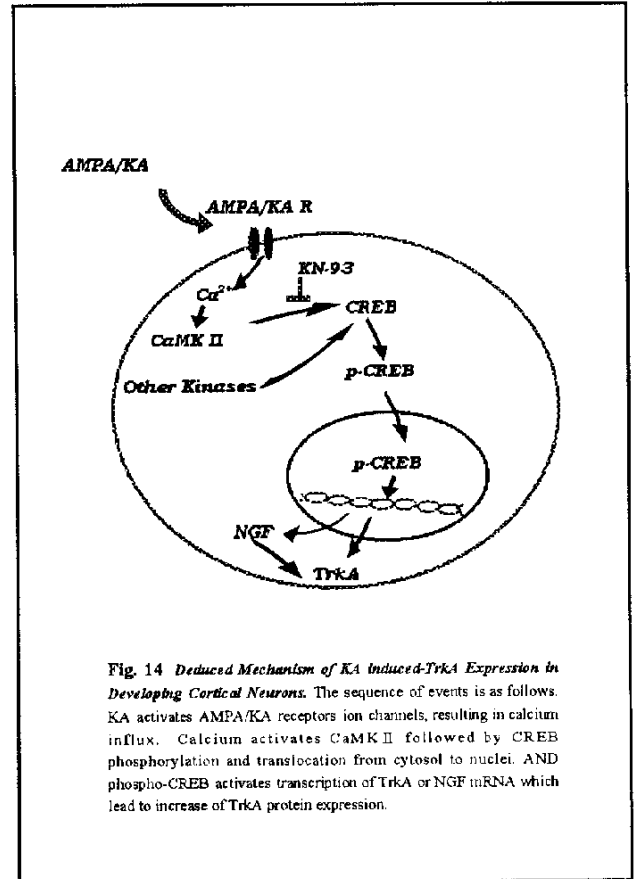 AMPA/KA
AMPA/KA R
KN-93
Ca²⁺
CREB
CaMK II
p-CREB
Other Kinases
p-CREB
NGF
TrkA
Fig. 14 Deduced Mechanism of KA induced-TrkA Expression in
Developing Cortical Neurons. The sequence of events is as follows.
KA activates AMPA/KA receptors ion channels, resulting in calcium
influx. Calcium activates CaMK II followed by CREB
phosphorylation and translocation from cytosol to nuclei. AND
phospho-CREB activates transcription of TrkA or NGF mRNA which
lead to increase of TrkA protein expression.